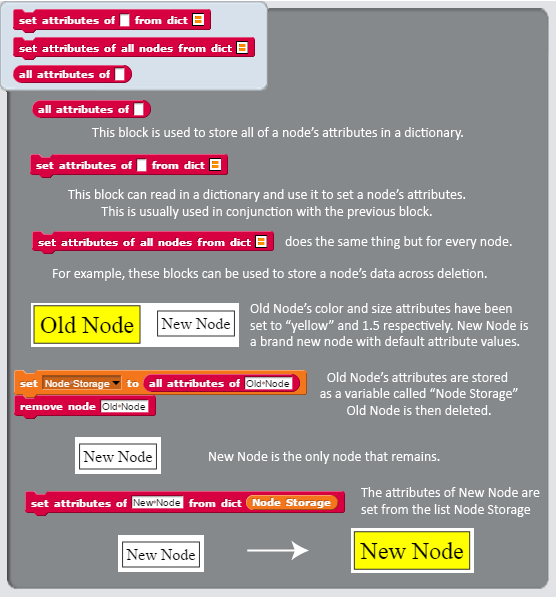 set attributes of from dict
set attributes of all nodes from dict
all attributes of
all attributes of
This block is used to store all of a node's attributes in a dictionary.
set attributes of from dict
This block can read in a dictionary and use it to set a node's attributes.
This is usually used in conjunction with the previous block.
set attributes of all nodes from dict does the same thing but for every node.
For example, these blocks can be used to store a node's data across deletion.
Old Node New Node
Old Node's color and size attributes have been
set to “yellow” and 1.5 respectively. New Node is
a brand new node with default attribute values.
set Node Storage to all attributes of Old Node
remove node Old Node
Old Node's attributes are stored
as a variable called “Node Storage”
Old Node is then deleted.
New Node
New Node is the only node that remains.
set attributes of New Node from dict Node Storage
The attributes of New Node are
set from the list Node Storage
New Node New Node